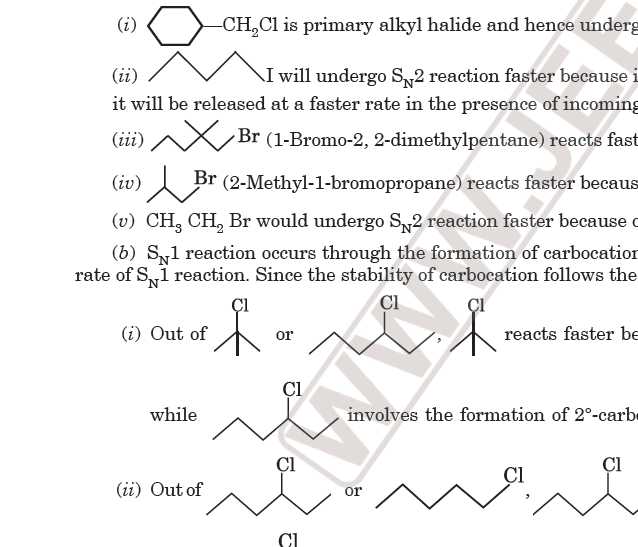 (i) —CH₂Cl is primary alkyl halide and hence underg
(ii) I will undergo S_N2 reaction faster because i
it will be released at a faster rate in the presence of incoming
(iii) Br (1-Bromo-2, 2-dimethylpentane) reacts fast
(iv) Br (2-Methyl-1-bromopropane) reacts faster becaus
(v) CH₃ CH₂ Br would undergo S_N2 reaction faster because o
(b) S_N1 reaction occurs through the formation of carbocation
rate of S_N1 reaction. Since the stability of carbocation follows the
Cl Cl Cl
(i) Out of or , reacts faster be
Cl
while involves the formation of 2°-carbo
Cl Cl Cl
(ii) Out of or ,
Cl
WWW.JEE